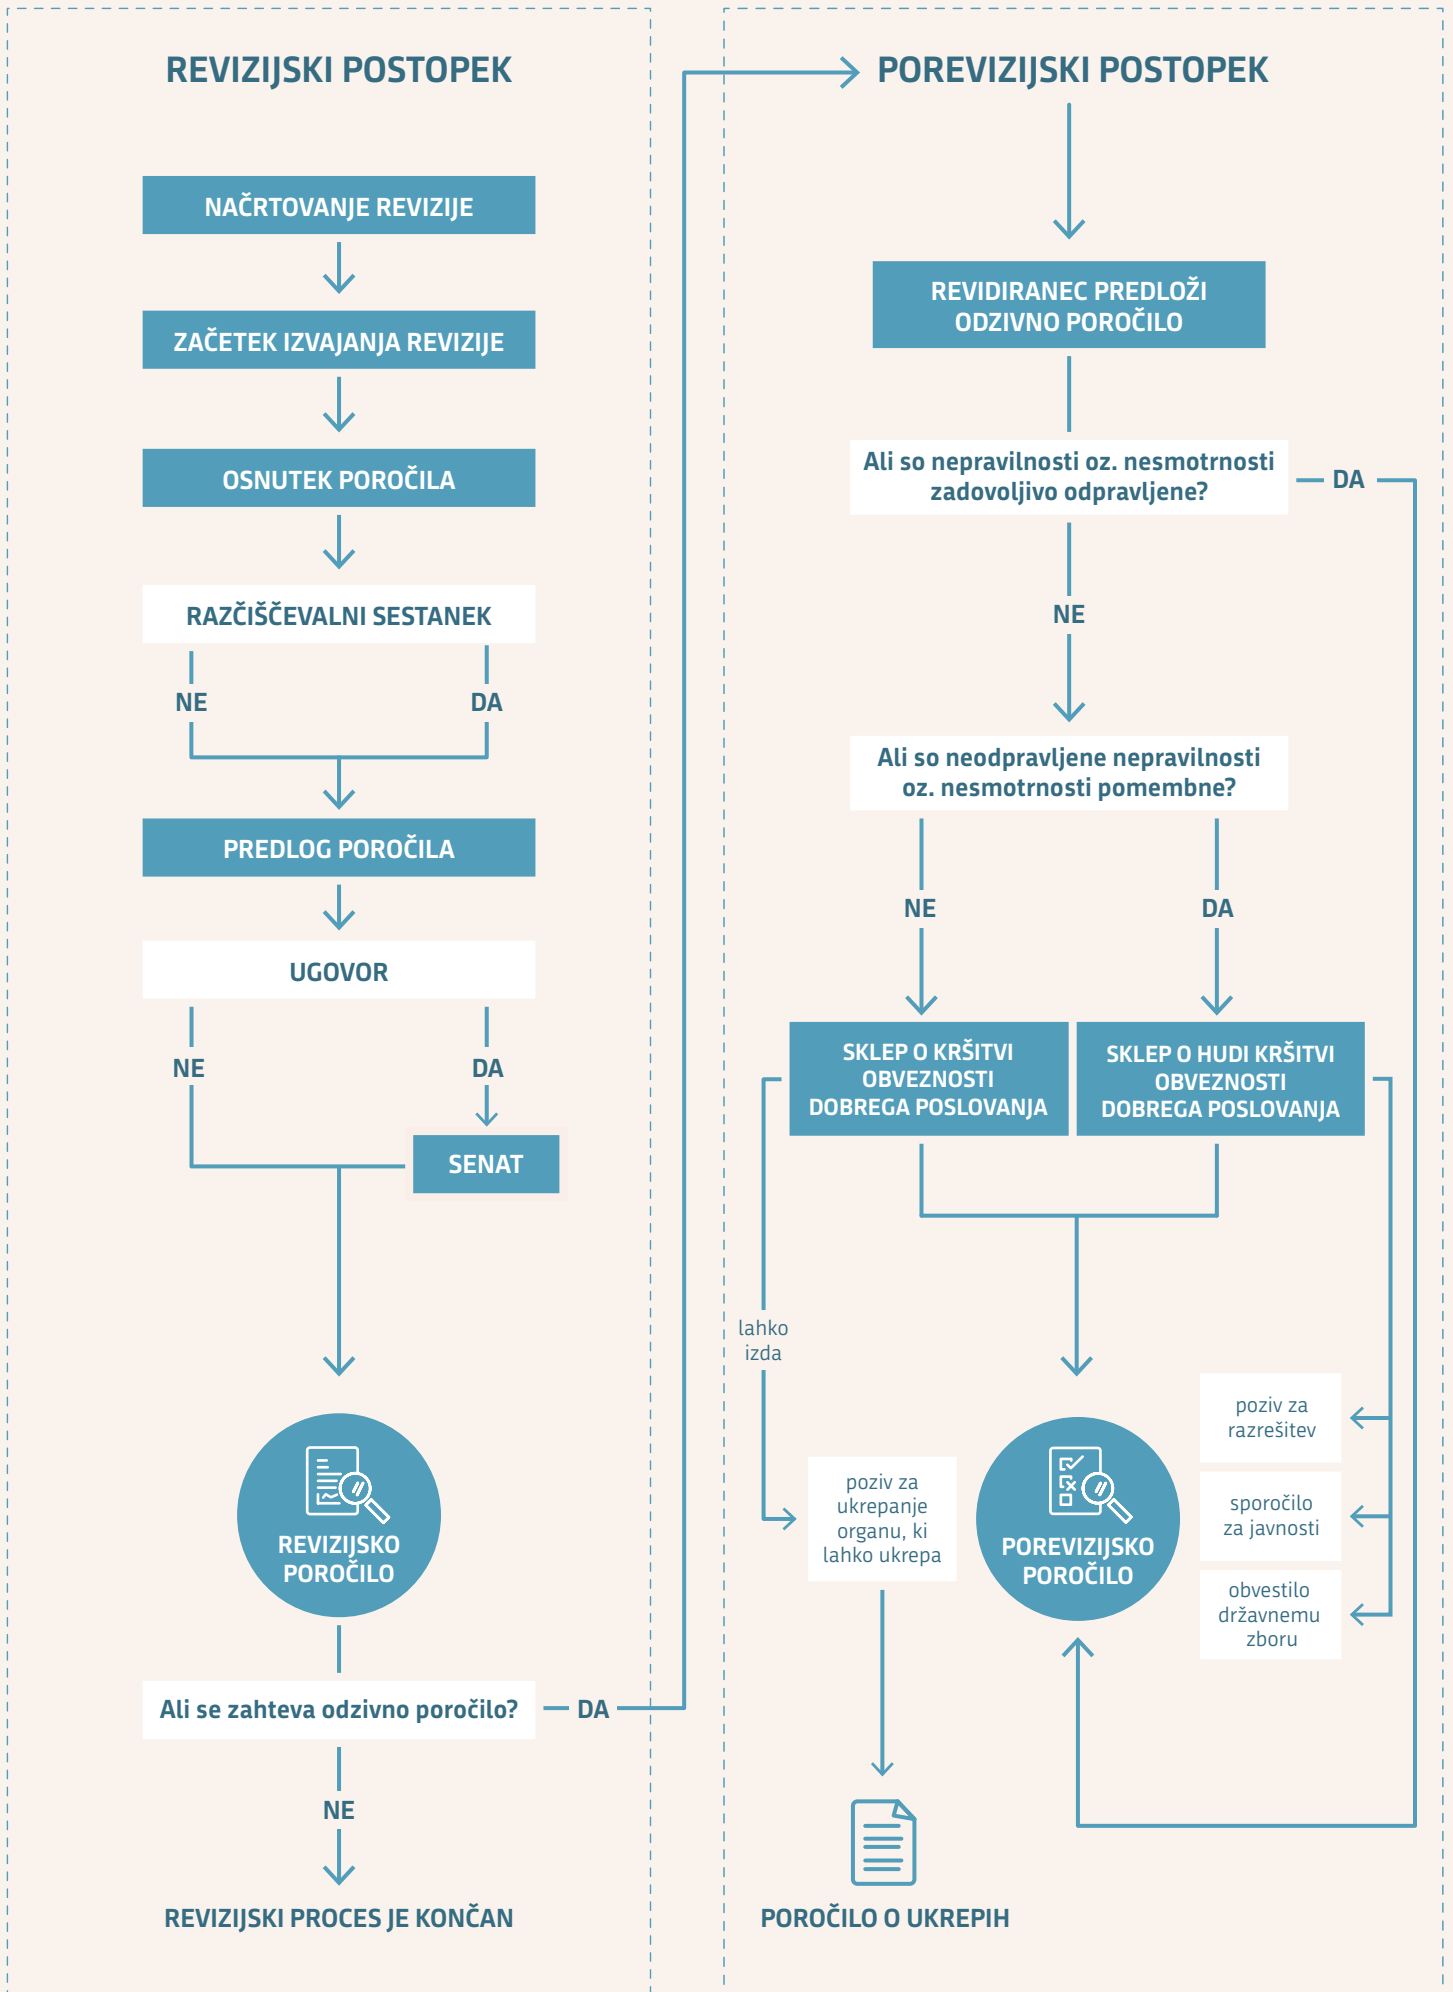 REVIZIJSKI POSTOPEK
NAČRTOVANJE REVIZIJE
ZAČETEK IZVAJANJA REVIZIJE
OSNUTEK POROČILA
RAZČIŠČEVALNI SESTANEK
NE
DA
PREDLOG POROČILA
UGOVOR
NE
DA
SENAT
REVIZIJSKO
POROČILO
Ali se zahteva odzivno poročilo?
DA
NE
REVIZIJSKI PROCES JE KONČAN
POREVIZIJSKI POSTOPEK
REVIDIRANEC PREDLOŽI
ODZIVNO POROČILO
Ali so nepravilnosti oz. nesmotrnosti
zadovoljivo odpravljene?
DA
NE
Ali so neodpravljene nepravilnosti
oz. nesmotrnosti pomembne?
NE
DA
SKLEP O KRŠITVI
OBVEZNOSTI
DOBREGA POSLOVANJA
SKLEP O HUDI KRŠITVI
OBVEZNOSTI
DOBREGA POSLOVANJA
lahko
izda
poziv za
ukrepanje
organu, ki
lahko ukrepa
POREVIZIJSKO
POROČILO
poziv za
razrešitev
sporočilo
za javnosti
obvestilo
državnemu
zboru
POROČILO O UKREPIH